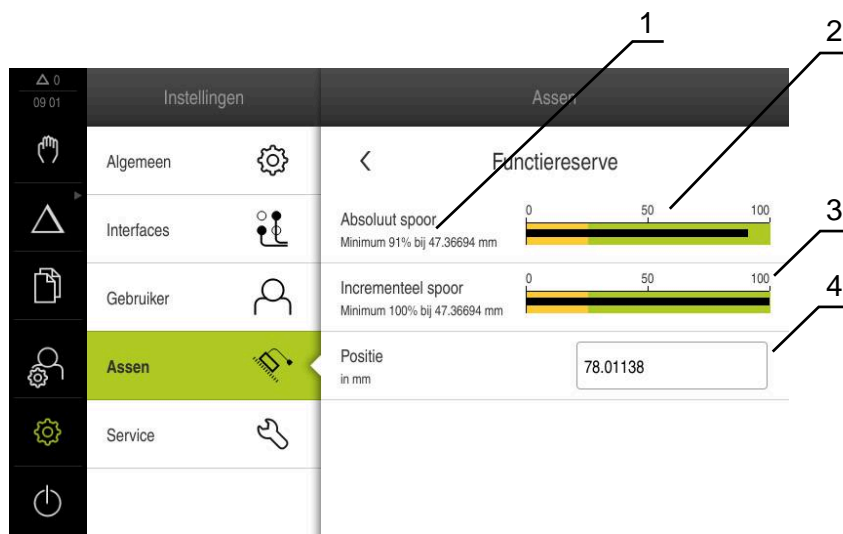 1
2
△ 0
09 01
Instellingen
Assen
Algemeen
Functiereserve
Absoluut spoor
Minimum 91% bij 47.36694 mm
0 50 100
Interfaces
3
Incrementeel spoor
Minimum 100% bij 47.36694 mm
0 50 100
Gebruiker
4
Assen
Positie
in mm
78.01138
Service